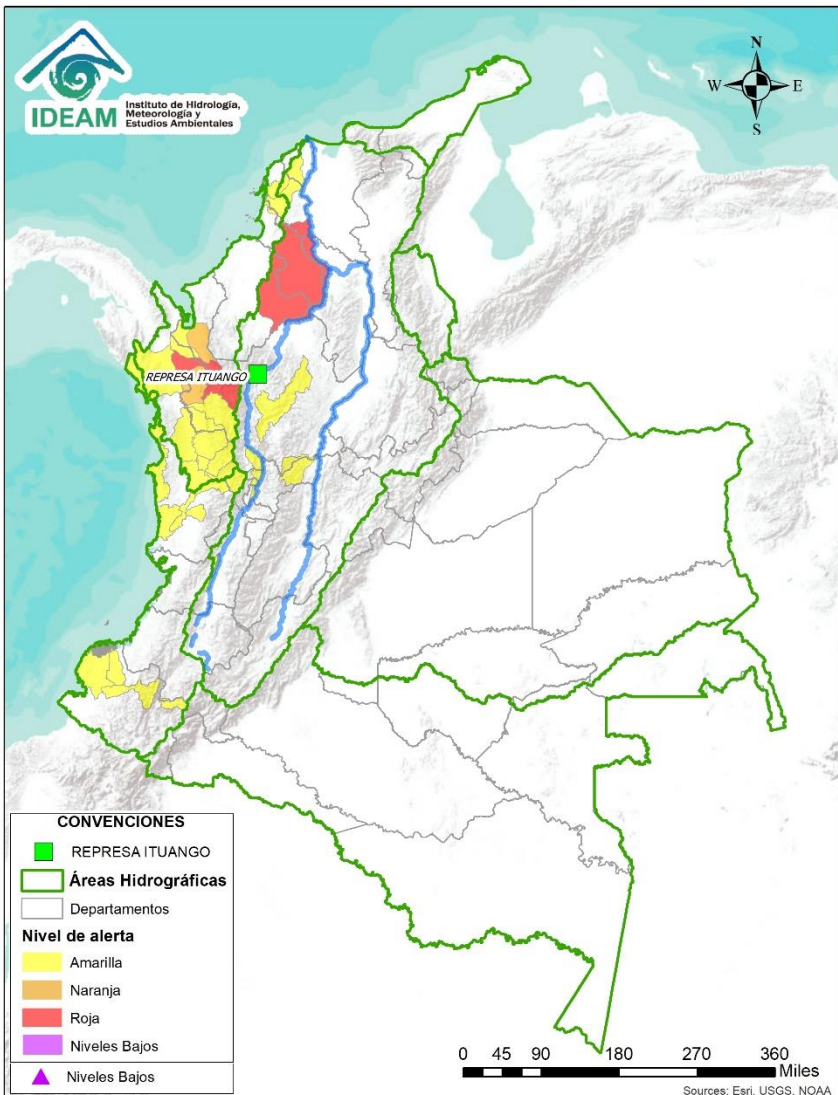 IDEAM
Instituto de Hidrología,
Meteorología y
Estudios Ambientales
N
W
E
S
REPRESA ITUANGO
CONVENCIONES
REPRESA ITUANGO
Áreas Hidrográficas
Departamentos
Nivel de alerta
Amarilla
Naranja
Roja
Niveles Bajos
Niveles Bajos
0 45 90 180 270 360
Miles
Sources: Esri, USGS, NOAA